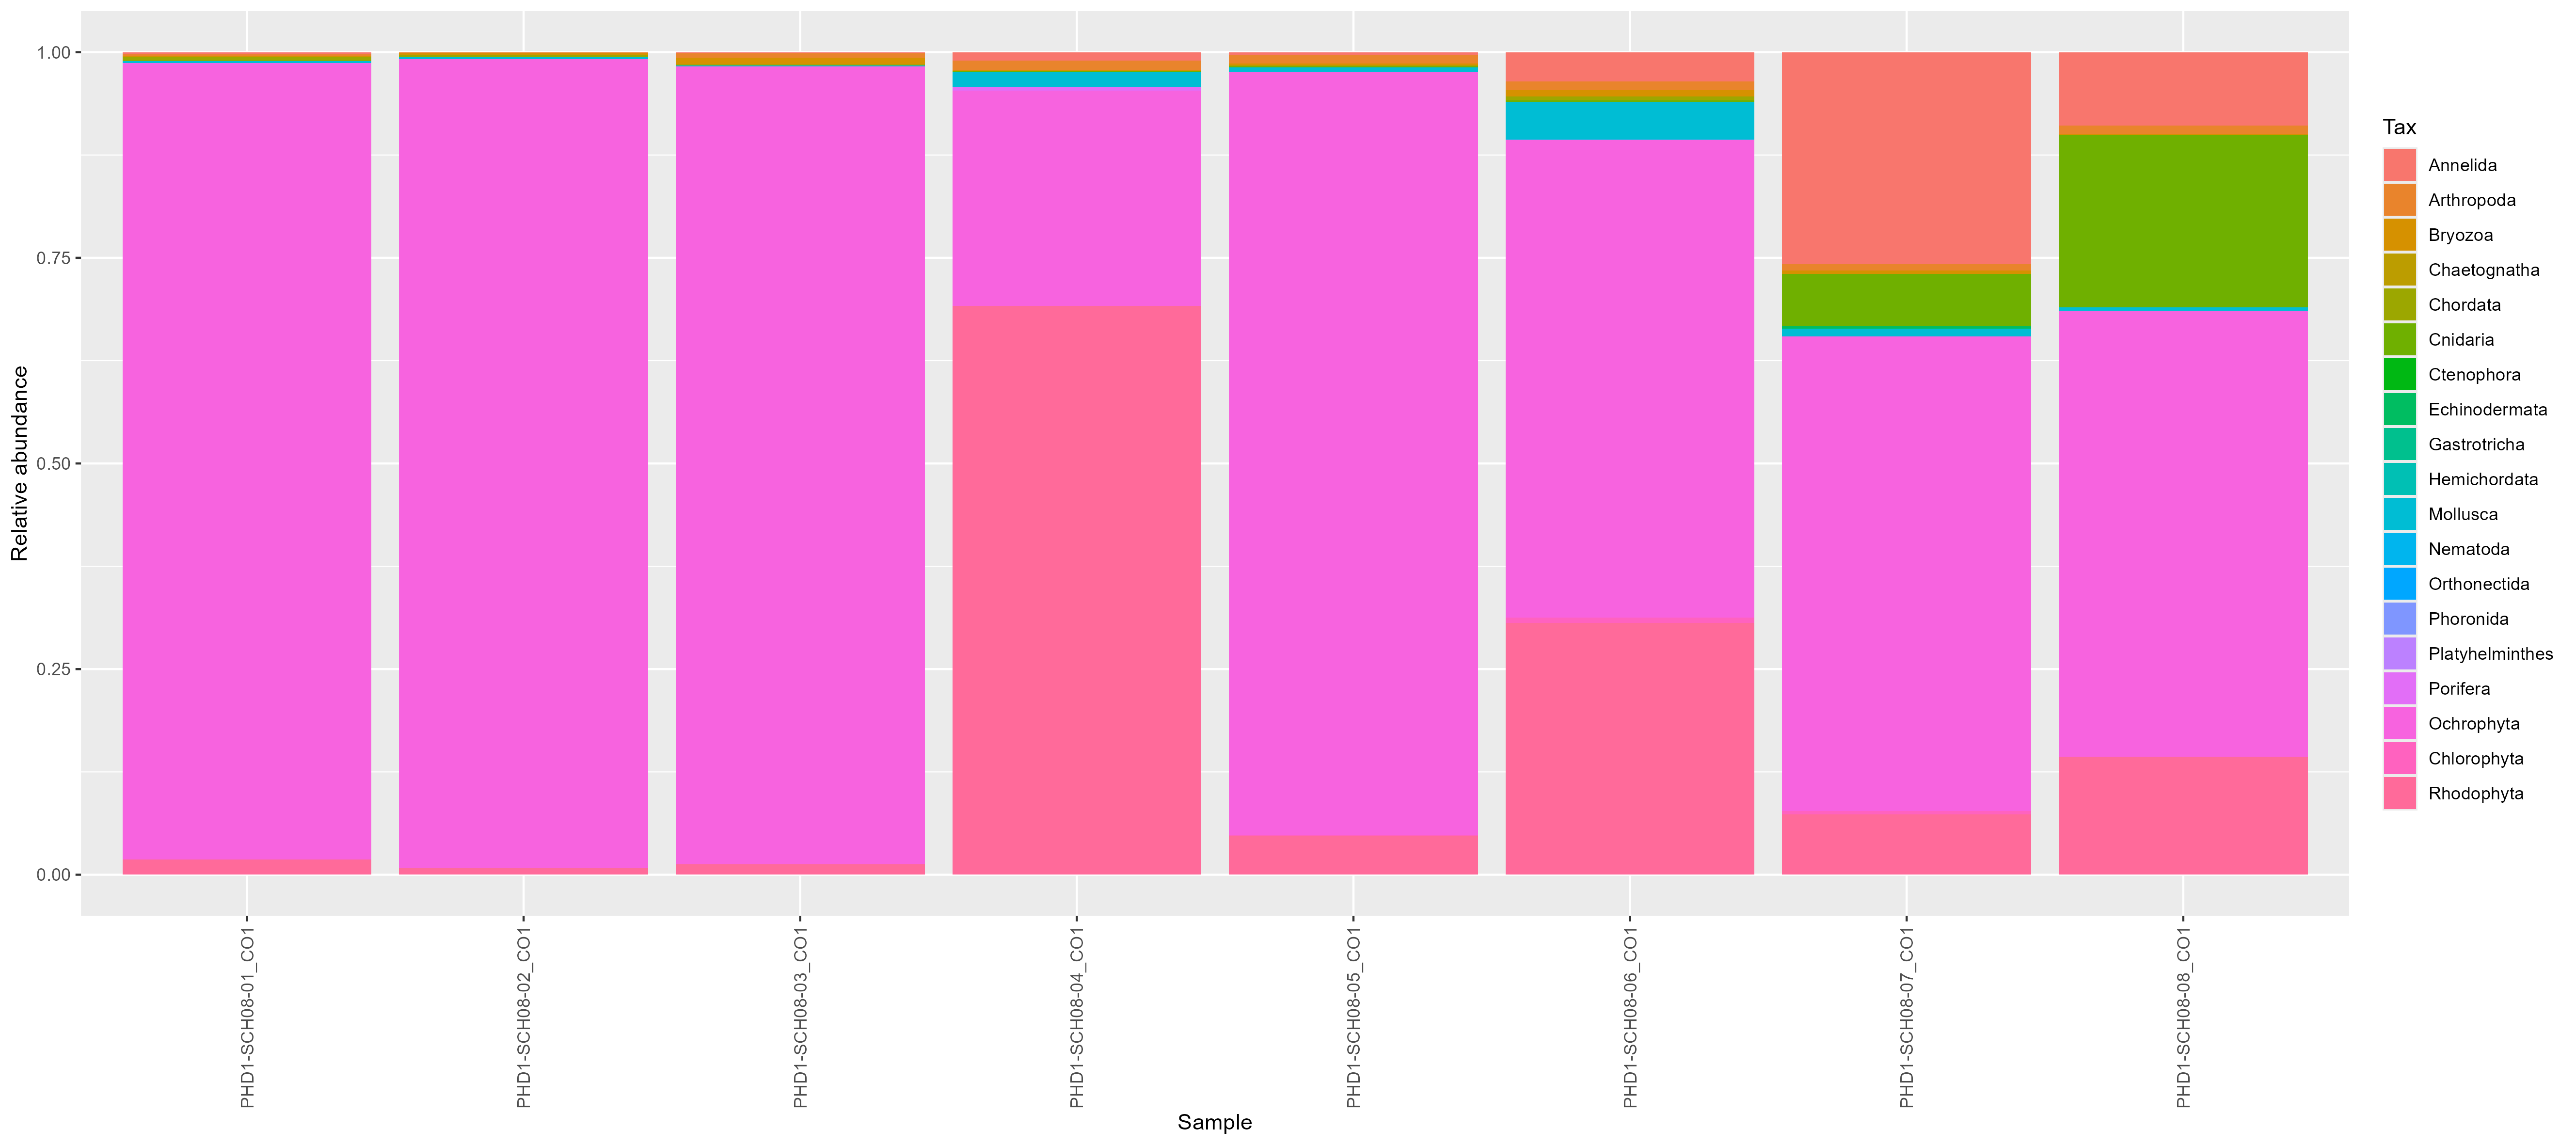 Relative abundance
1.00
0.75
0.50
0.25
0.00
PHD1-SCH08-01_CO1
PHD1-SCH08-02_CO1
PHD1-SCH08-03_CO1
PHD1-SCH08-04_CO1
PHD1-SCH08-05_CO1
PHD1-SCH08-06_CO1
PHD1-SCH08-07_CO1
PHD1-SCH08-08_CO1
Sample
Tax
Annelida
Arthropoda
Bryozoa
Chaetognatha
Chordata
Cnidaria
Ctenophora
Echinodermata
Gastrotricha
Hemichordata
Mollusca
Nematoda
Orthonectida
Phoronida
Platyhelminthes
Porifera
Ochrophyta
Chlorophyta
Rhodophyta